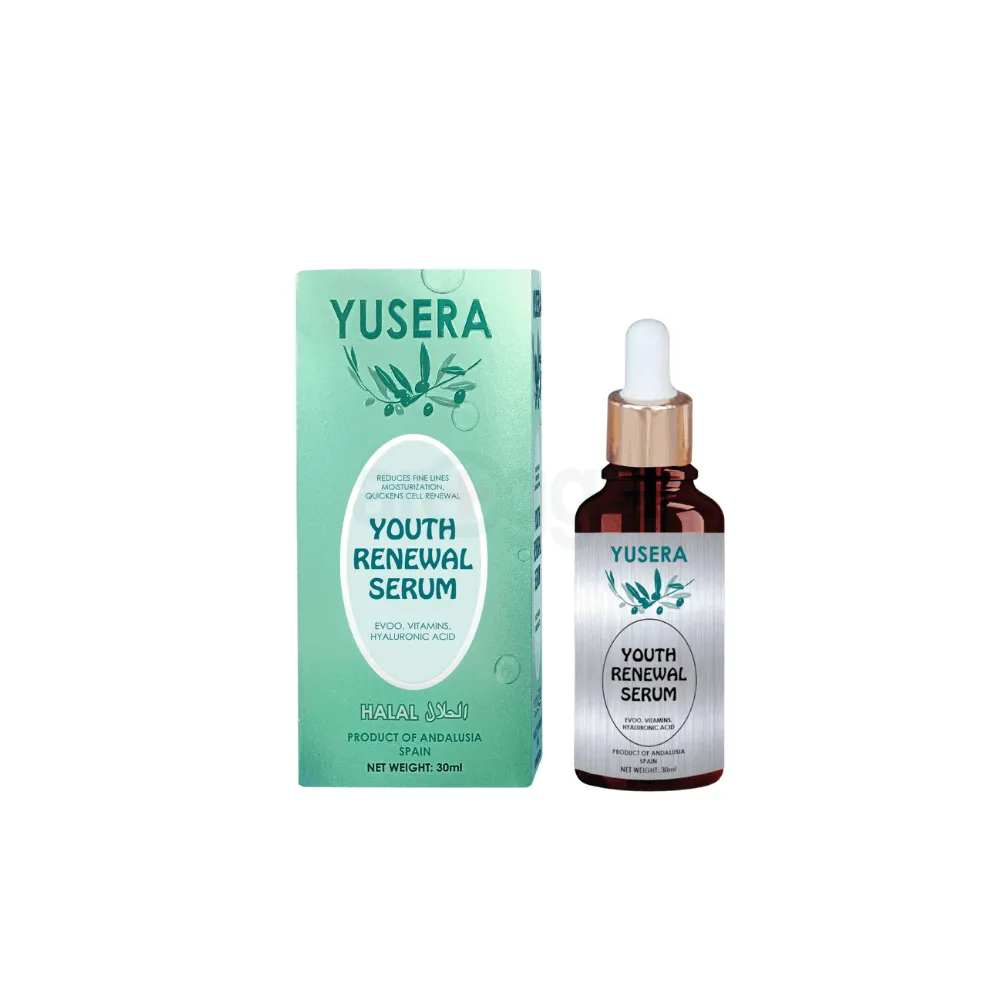 YUSERA
REDUCES FINE LINES
MOISTURIZATION,
QUICKENS CELL RENEWAL
YOUTH
RENEWAL
SERUM
EVOO, VITAMINS,
HYALURONIC ACID
HALAL الحلال
PRODUCT OF ANDALUSIA
SPAIN
NET WEIGHT: 30ml
YUSERA
YOUTH
RENEWAL
SERUM
EVOO, VITAMINS,
HYALURONIC ACID
PRODUCT OF ANDALUSIA
SPAIN
NET WEIGHT: 30ml